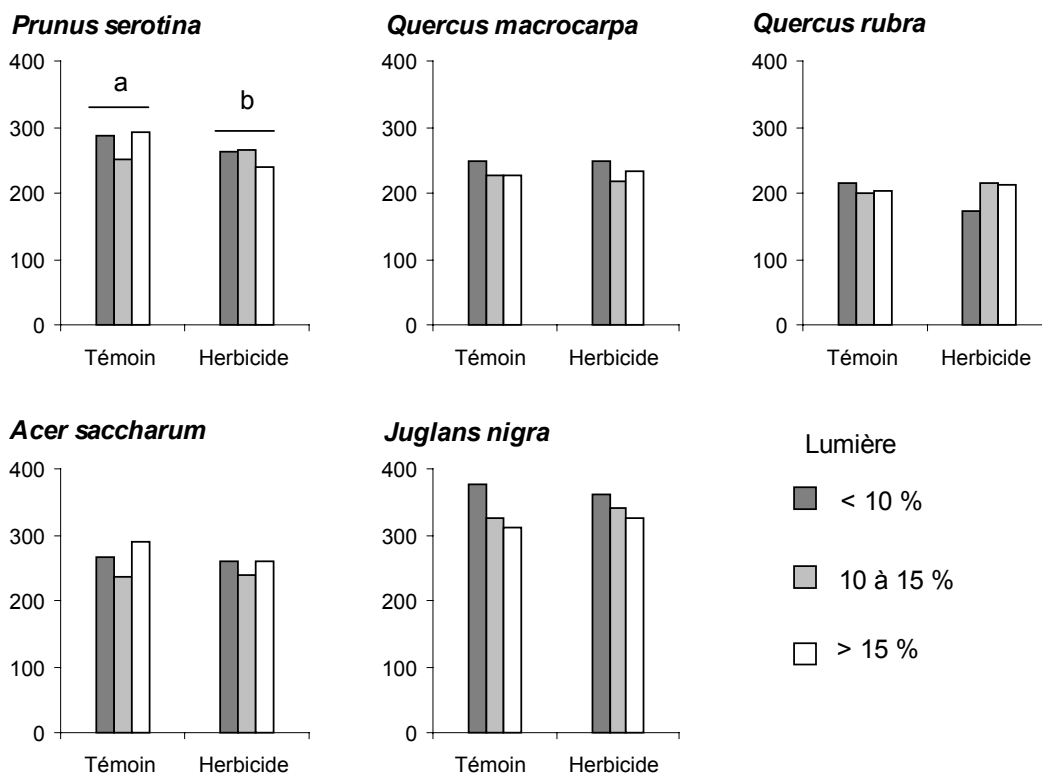 Prunus serotina
400
300
200
100
0
a
b
Témoin
Herbicide
Quercus macrocarpa
400
300
200
100
0
Témoin
Herbicide
Quercus rubra
400
300
200
100
0
Témoin
Herbicide
Acer saccharum
400
300
200
100
0
Témoin
Herbicide
Juglans nigra
400
300
200
100
0
Témoin
Herbicide
Lumière
< 10 %
10 à 15 %
> 15 %